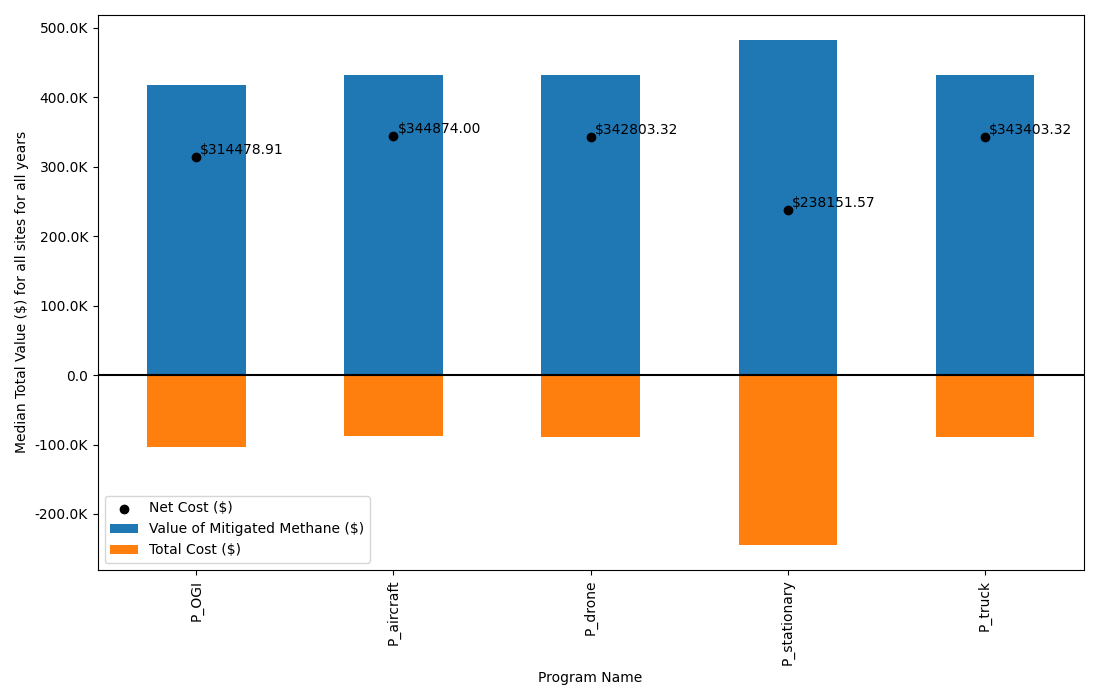 500.0K
400.0K
300.0K
200.0K
100.0K
0.0
-100.0K
-200.0K
Median Total Value ($) for all sites for all years
$314478.91
$344874.00
$342803.32
$238151.57
$343403.32
Net Cost ($)
Value of Mitigated Methane ($)
Total Cost ($)
P_OGI
P_aircraft
P_drone
P_stationary
P_truck
Program Name